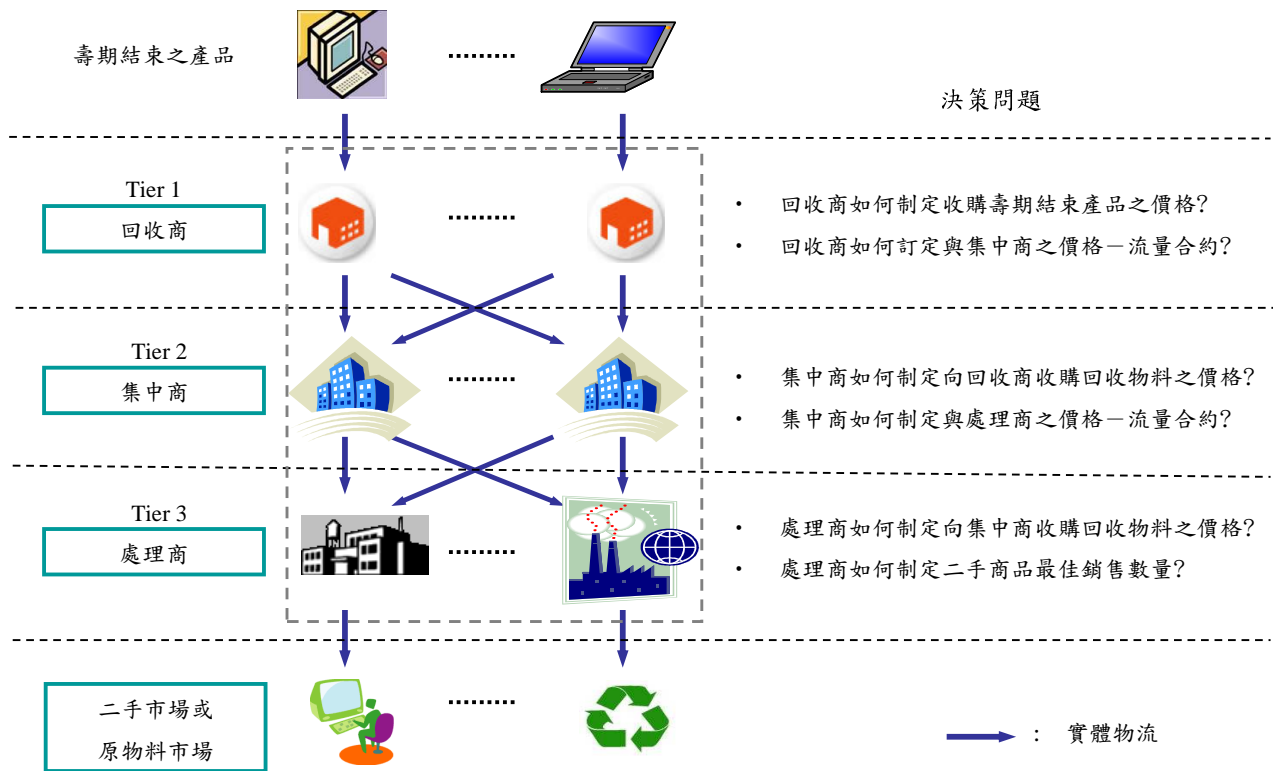 壽期結束之產品
.........
決策問題
Tier 1
回收商
.........
• 回收商如何制定收購壽期結束產品之價格?
• 回收商如何訂定與集中商之價格－流量合約?
Tier 2
集中商
.........
• 集中商如何制定向回收商收購回收物料之價格?
• 集中商如何制定與處理商之價格－流量合約?
Tier 3
處理商
.........
• 處理商如何制定向集中商收購回收物料之價格?
• 處理商如何制定二手商品最佳銷售數量?
二手市場或
原物料市場
.........
: 實體物流